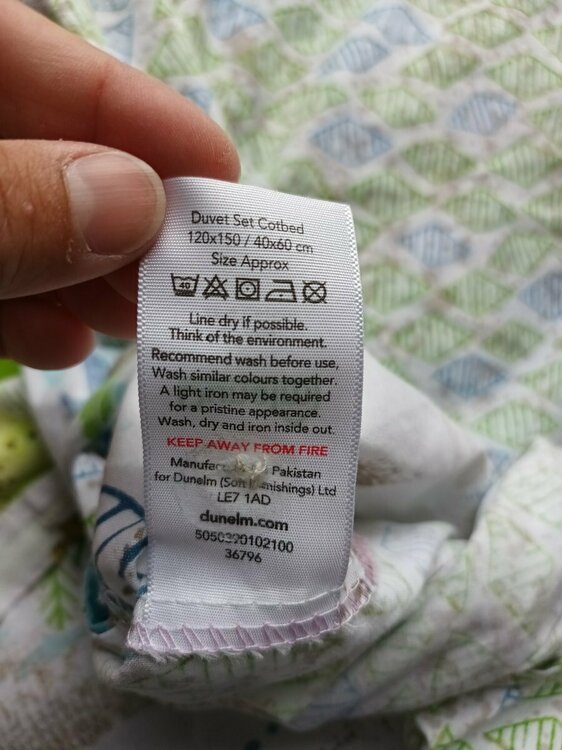 Duvet Set Cotbed
120x150 / 40x60 cm
Size Approx
40
Line dry if possible.
Think of the environment.
Recommend wash before use,
Wash similar colours together.
A light iron may be required
for a pristine appearance.
Wash, dry and iron inside out.
KEEP AWAY FROM FIRE
Pakistan
for Dunelm Ltd
LE7 1AD
dunelm.com
5050390102100
36796